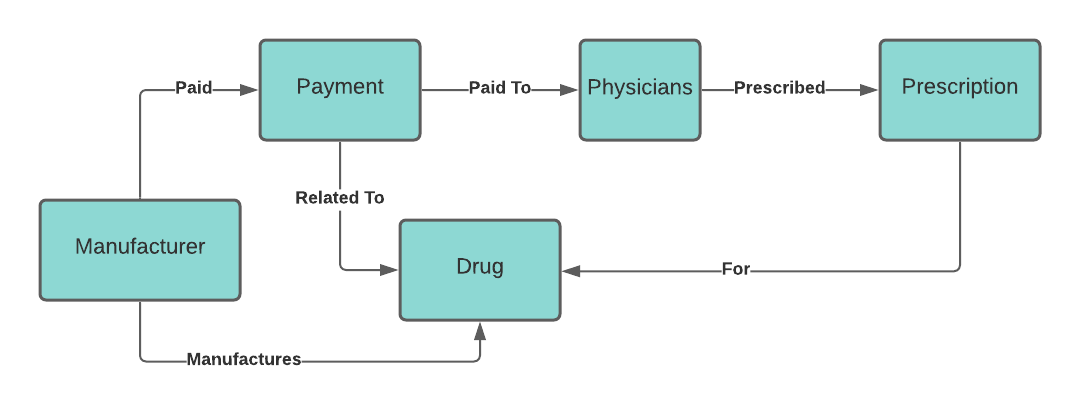 Paid
Payment
Paid To
Physicians
Prescribed
Prescription
Related To
Manufacturer
Drug
For
Manufactures